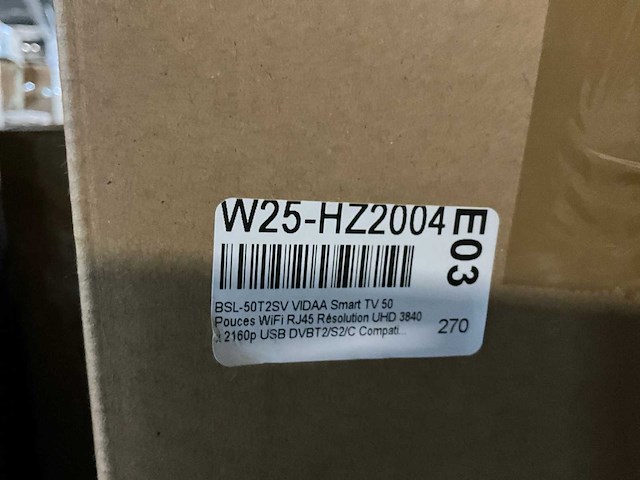 W25-HZ2004
E03
BSL-50T2SV VIDAA Smart TV 50
Pouces WiFi RJ45 Résolution UHD 3840
x 2160p USB DVBT2/S2/C Compati...
270